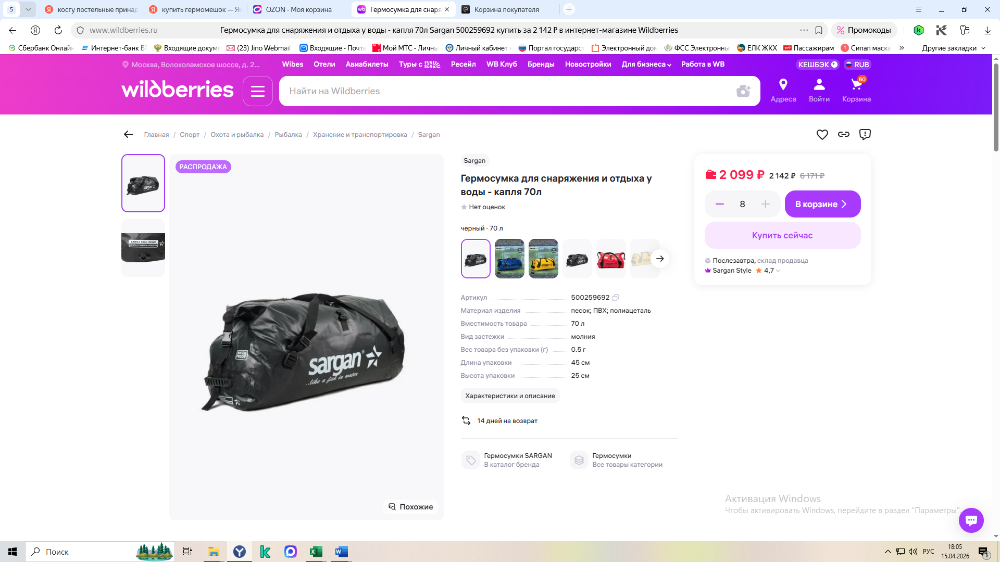 5
косгу постельные принад
купить гермомешок — Ян
OZON - Моя корзина
Гермосумка для снаря
Корзина покупателя
www.wildberries.ru
Гермосумка для снаряжения и отдыха у воды - капля 70л Sargan 500259692 купить за 2 142 ₽ в интернет-магазине Wildberries
Промокоды
Сбербанк Онлайн
Интернет-банк ВТ
Входящие докуме
(23) Jino Webmail
Входящие - Почта
Мой МТС - Личны
Личный кабинет
Портал государст
Электронный дом
ФСС Электронны
ЕЛК ЖКХ
Пассажирам
Сипап маска
»
Другие закладки
Москва, Волоколамское шоссе, д. 2...
Wibes
Отели
Авиабилеты
Туры с FUN&SUN
Ресейл
WB Клуб
Бренды
Новостройки
Для бизнеса
Работа в WB
КЕШБЭК
RUB
wildberries
Найти на Wildberries
Адреса
Войти
60
Корзина
Главная / Спорт / Охота и рыбалка / Рыбалка / Хранение и транспортировка / Sargan
РАСПРОДАЖА
WATER PROOF
sargan
..like a fish in water
Похожие
Sargan
Гермосумка для снаряжения и отдыха у
воды - капля 70л
Нет оценок
черный · 70 л
Артикул 500259692
Материал изделия песок; ПВХ; полиацеталь
Вместимость товара 70 л
Вид застежки молния
Вес товара без упаковки (г) 0.5 г
Длина упаковки 45 см
Высота упаковки 25 см
Характеристики и описание
14 дней на возврат
Гермосумки SARGAN
В каталог бренда
Гермосумки
Все товары категории
2 099 ₽ 2 142 ₽ 6 171 ₽
8
В корзине
Купить сейчас
Послезавтра, склад продавца
Sargan Style 4,7
Активация Windows
Чтобы активировать Windows, перейдите в раздел "Параметры".
Поиск
РУС
18:05
15.04.2026
1